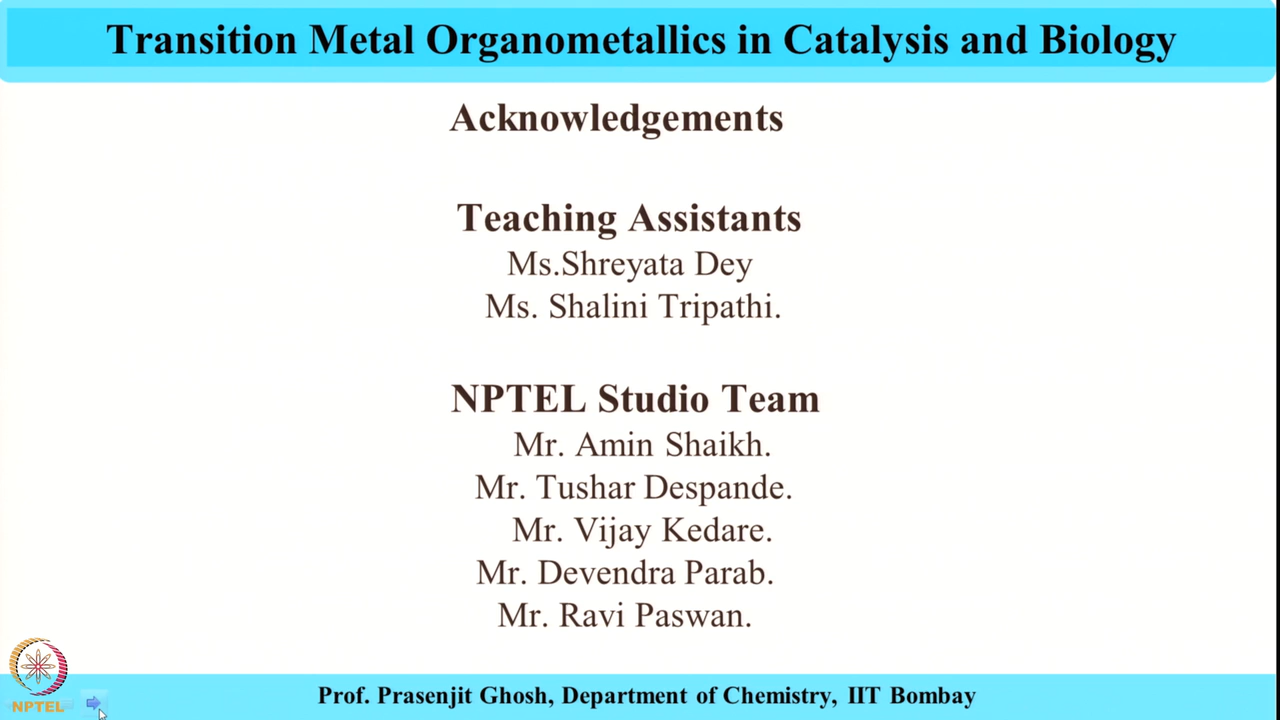 Transition Metal Organometallics in Catalysis and Biology
Acknowledgements
Teaching Assistants
Ms.Shreyata Dey
Ms. Shalini Tripathi.
NPTEL Studio Team
Mr. Amin Shaikh.
Mr. Tushar Despande.
Mr. Vijay Kedare.
Mr. Devendra Parab.
Mr. Ravi Paswan.
NPTEL
Prof. Prasenjit Ghosh, Department of Chemistry, IIT Bombay